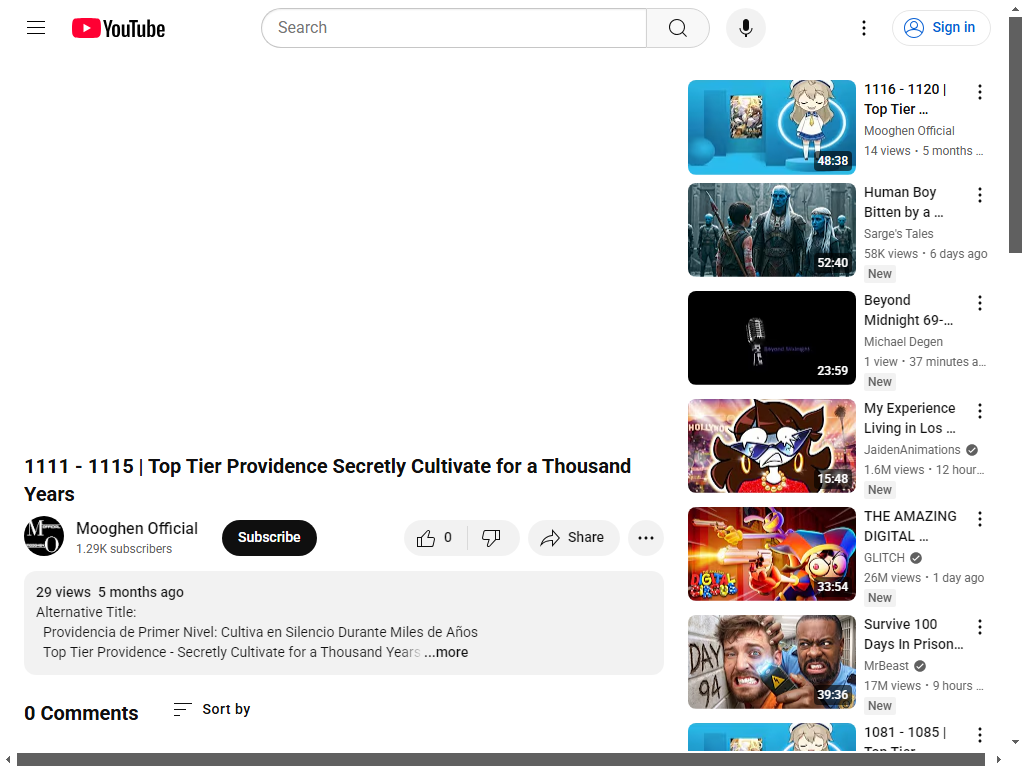 YouTube
Search
Sign in
1111 - 1115 | Top Tier Providence Secretly Cultivate for a Thousand
Years
Mooghen Official
1.29K subscribers
Subscribe
0
Share
29 views 5 months ago
Alternative Title:
Providencia de Primer Nivel: Cultiva en Silencio Durante Miles de Años
Top Tier Providence - Secretly Cultivate for a Thousand Years ...more
0 Comments
Sort by
48:38
1116 - 1120 |
Top Tier ...
Mooghen Official
14 views • 5 months ...
52:40
Human Boy
Bitten by a ...
Sarge's Tales
58K views • 6 days ago
New
Beyond Midnight
23:59
Beyond
Midnight 69-...
Michael Degen
1 view • 37 minutes a...
New
HOLLYWOOD
15:48
My Experience
Living in Los ...
JaidenAnimations
1.6M views • 12 hour...
New
DIGITAL
CIRCUS
33:54
THE AMAZING
DIGITAL ...
GLITCH
26M views • 1 day ago
New
DAY
94
39:36
Survive 100
Days In Prison...
MrBeast
17M views • 9 hours ...
New
1081 - 1085 |
Top Tier